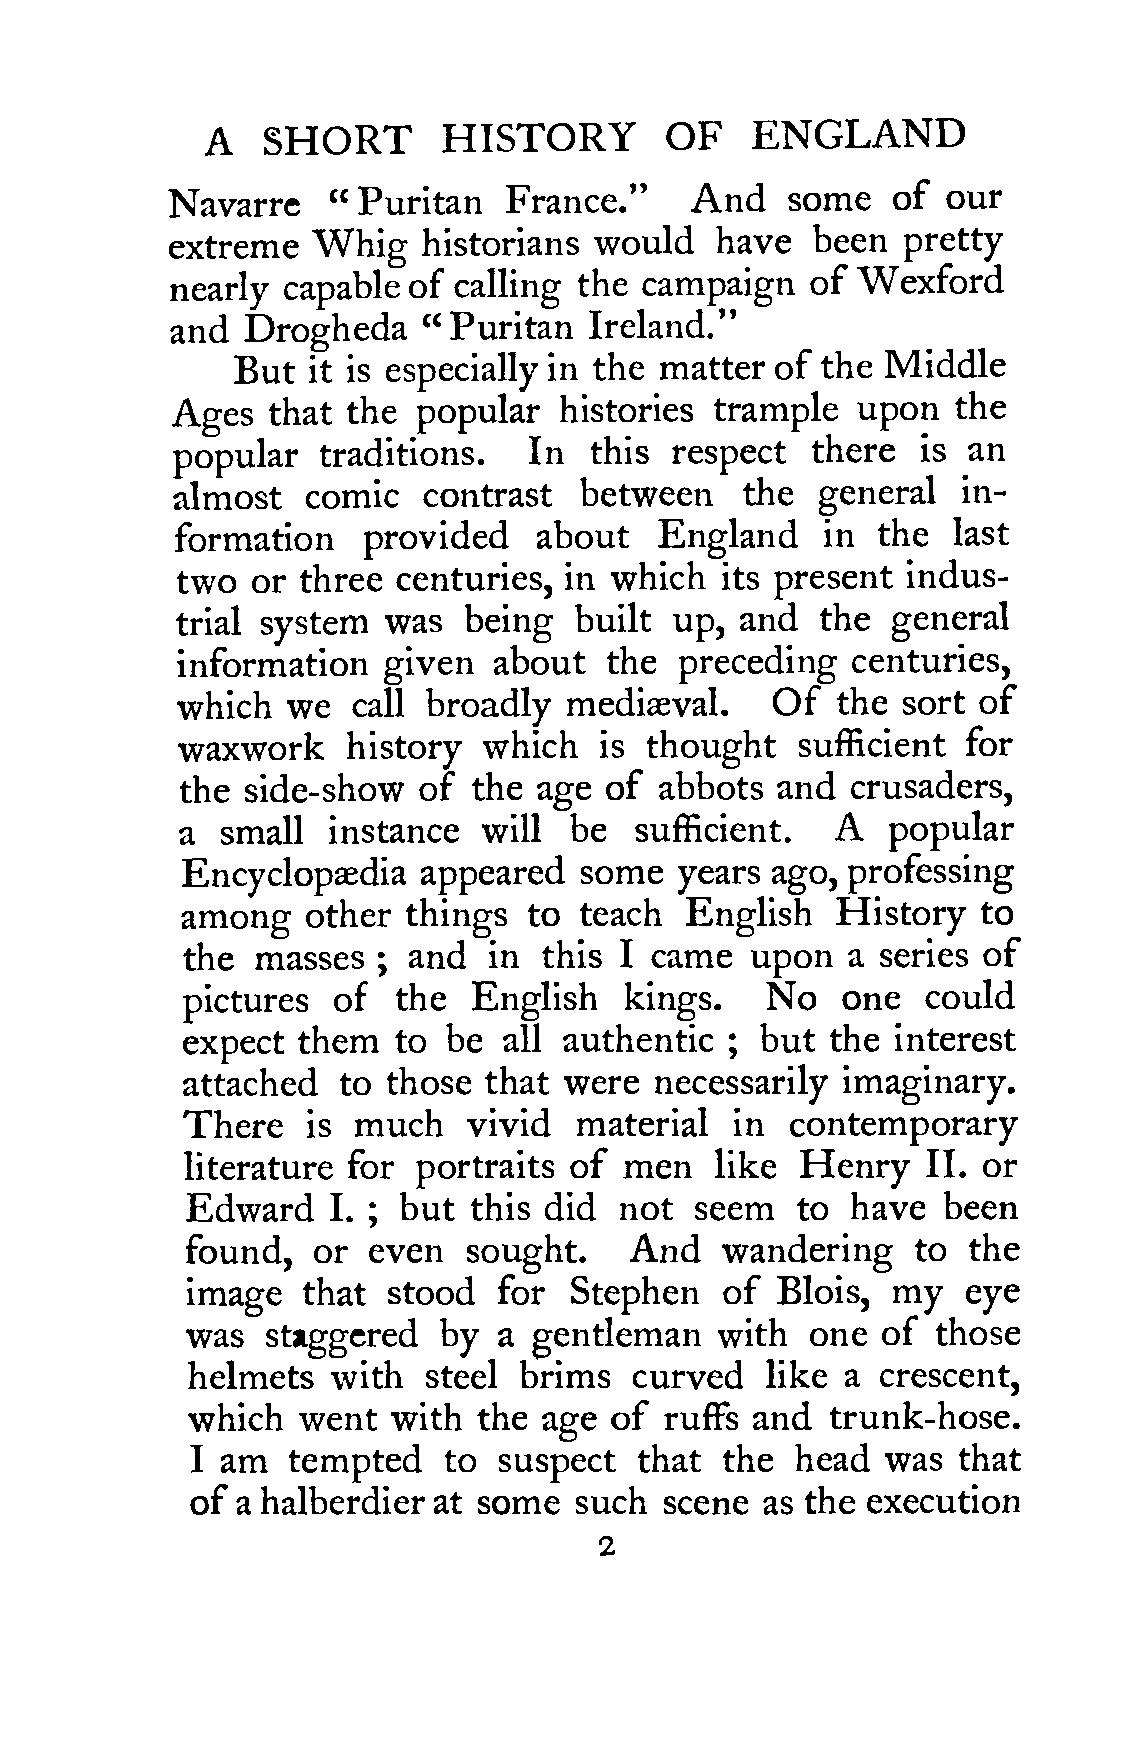 A SHORT HISTORY OF ENGLAND
Navarre “Puritan France.” And some of our
extreme Whig historians would have been pretty
nearly capable of calling the campaign of Wexford
and Drogheda “Puritan Ireland.”
But it is especially in the matter of the Middle
Ages that the popular histories trample upon the
popular traditions. In this respect there is an
almost comic contrast between the general in-
formation provided about England in the last
two or three centuries, in which its present indus-
trial system was being built up, and the general
information given about the preceding centuries,
which we call broadly mediæval. Of the sort of
waxwork history which is thought sufficient for
the side-show of the age of abbots and crusaders,
a small instance will be sufficient. A popular
Encyclopædia appeared some years ago, professing
among other things to teach English History to
the masses ; and in this I came upon a series of
pictures of the English kings. No one could
expect them to be all authentic ; but the interest
attached to those that were necessarily imaginary.
There is much vivid material in contemporary
literature for portraits of men like Henry II. or
Edward I. ; but this did not seem to have been
found, or even sought. And wandering to the
image that stood for Stephen of Blois, my eye
was staggered by a gentleman with one of those
helmets with steel brims curved like a crescent,
which went with the age of ruffs and trunk-hose.
I am tempted to suspect that the head was that
of a halberdier at some such scene as the execution
2